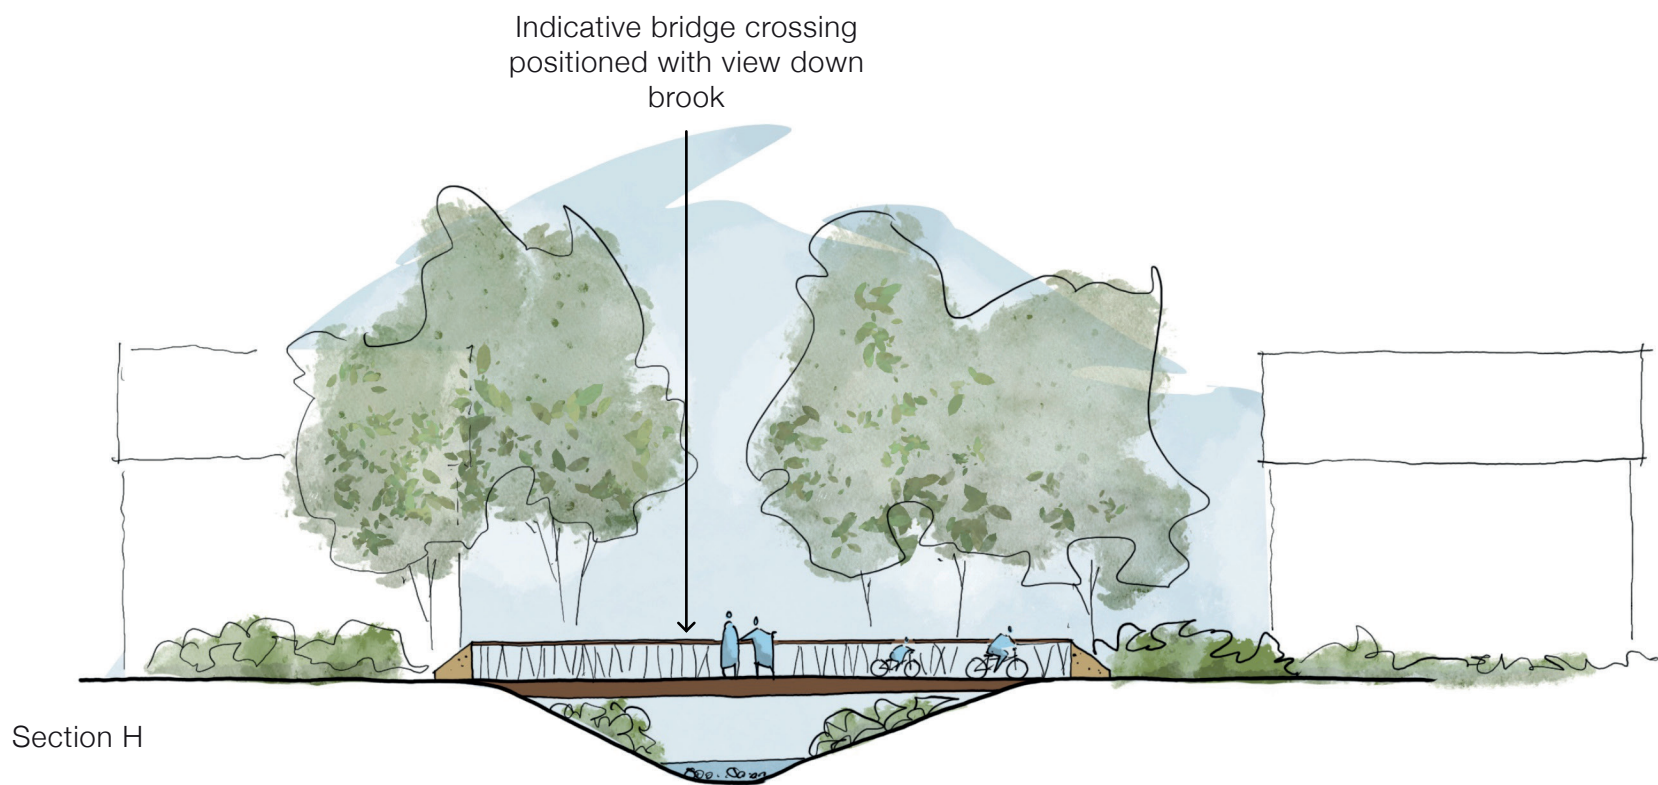 Indicative bridge crossing
positioned with view down
brook
Section H